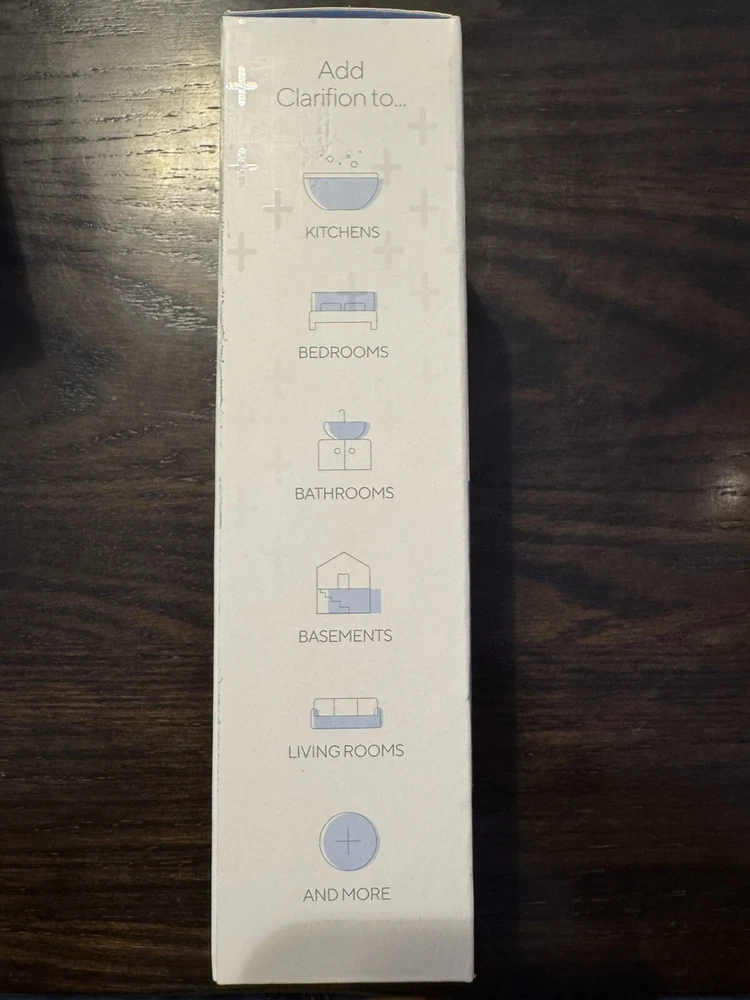 Add
Clarifion to...
KITCHENS
BEDROOMS
BATHROOMS
BASEMENTS
LIVING ROOMS
AND MORE